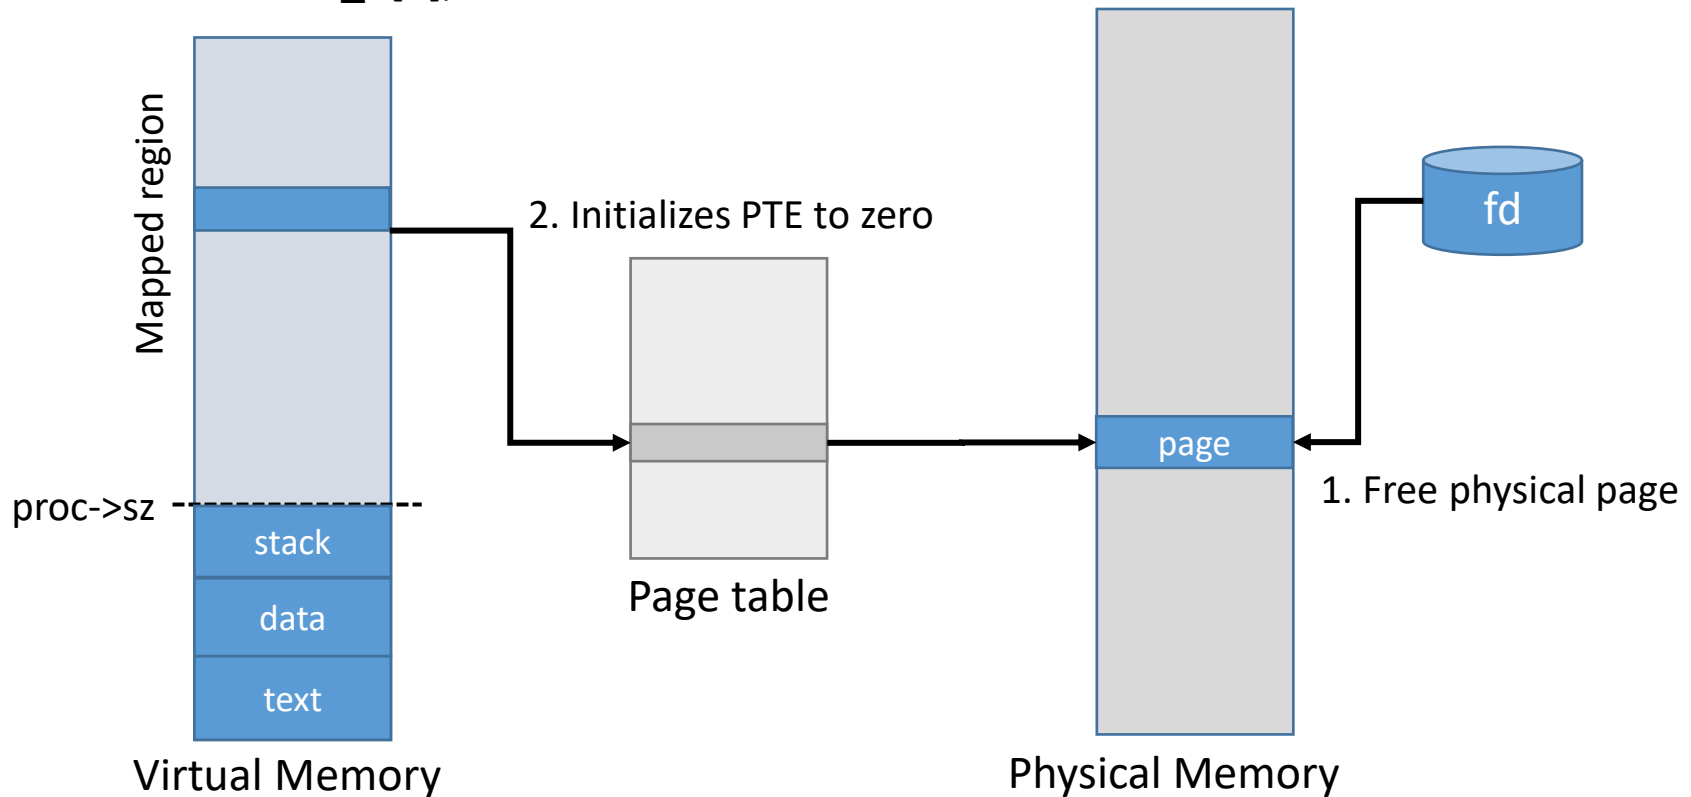 Mapped region
2. Initializes PTE to zero
fd
page
1. Free physical page
proc->sz
stack
data
text
Page table
Virtual Memory
Physical Memory